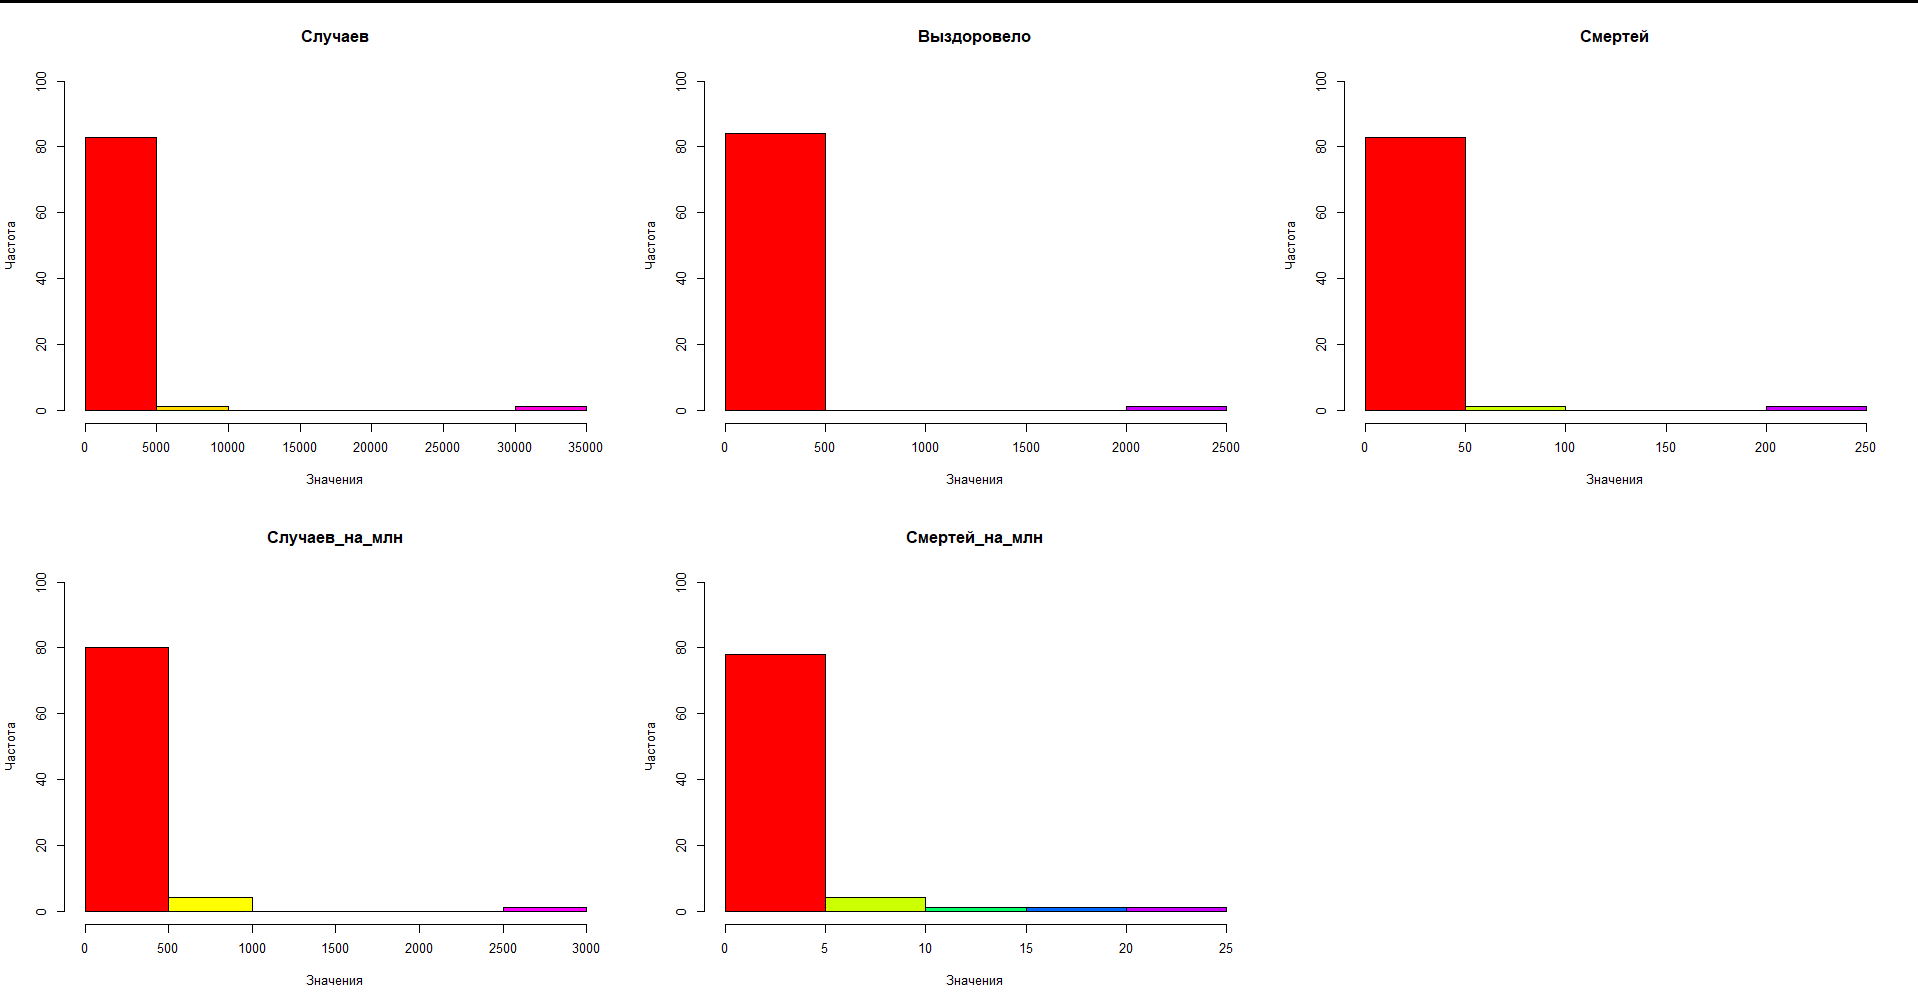 Случаев
Частота
0 20 40 60 80 100
0 5000 10000 15000 20000 25000 30000 35000
Значения
Выздоровело
Частота
0 20 40 60 80 100
0 500 1000 1500 2000 2500
Значения
Смертей
Частота
0 20 40 60 80 100
0 50 100 150 200 250
Значения
Случаев_на_млн
Частота
0 20 40 60 80 100
0 500 1000 1500 2000 2500 3000
Значения
Смертей_на_млн
Частота
0 20 40 60 80 100
0 5 10 15 20 25
Значения